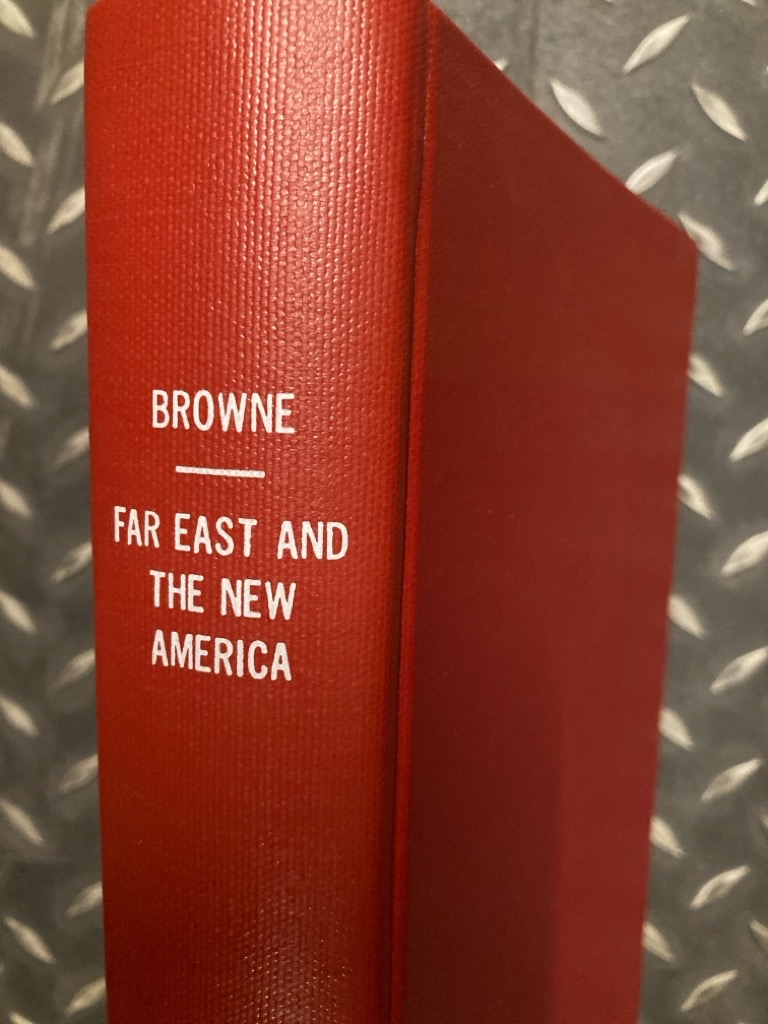 BROWNE
FAR EAST AND
THE NEW
AMERICA